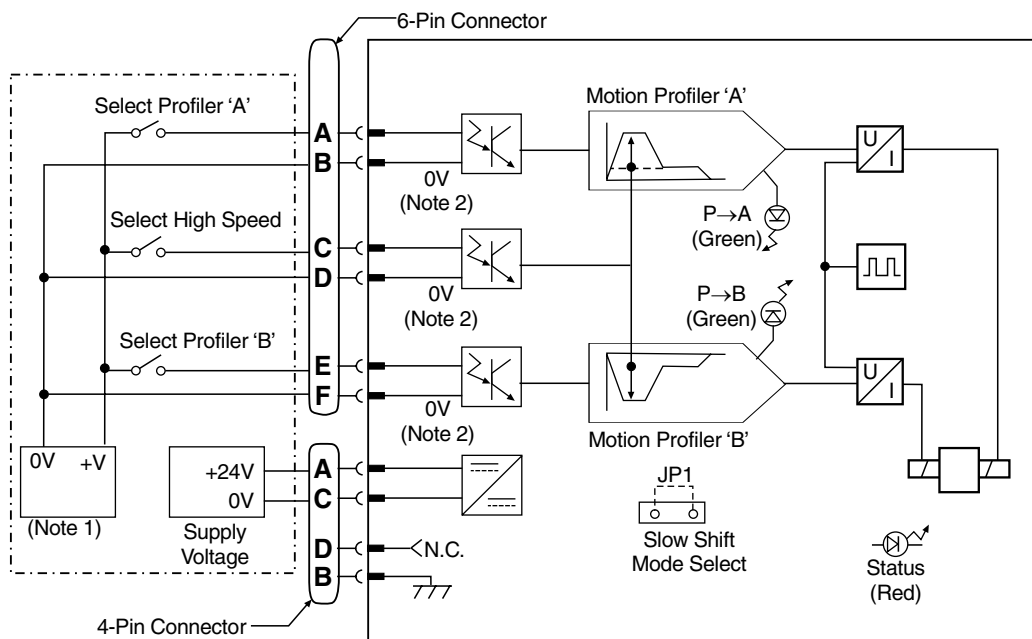 6-Pin Connector
Select Profiler 'A'
A
B
0V
(Note 2)
Motion Profiler 'A'
U
I
P→A
(Green)
Select High Speed
C
D
0V
(Note 2)
P→B
(Green)
Select Profiler 'B'
E
F
0V
(Note 2)
Motion Profiler 'B'
U
I
0V +V
(Note 1)
+24V
0V
Supply
Voltage
A
C
D
B
N.C.
JP1
Slow Shift
Mode Select
Status
(Red)
4-Pin Connector